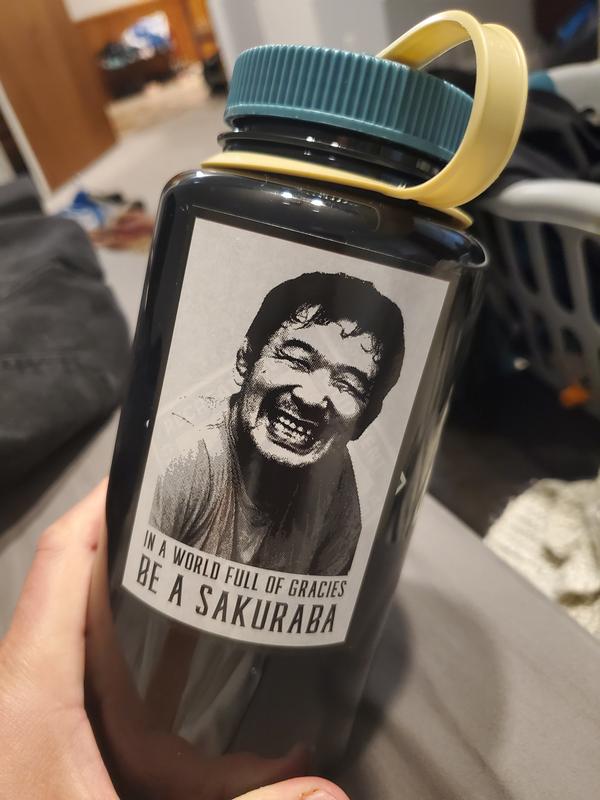 IN A WORLD FULL OF GRACIES
BE A SAKURABA